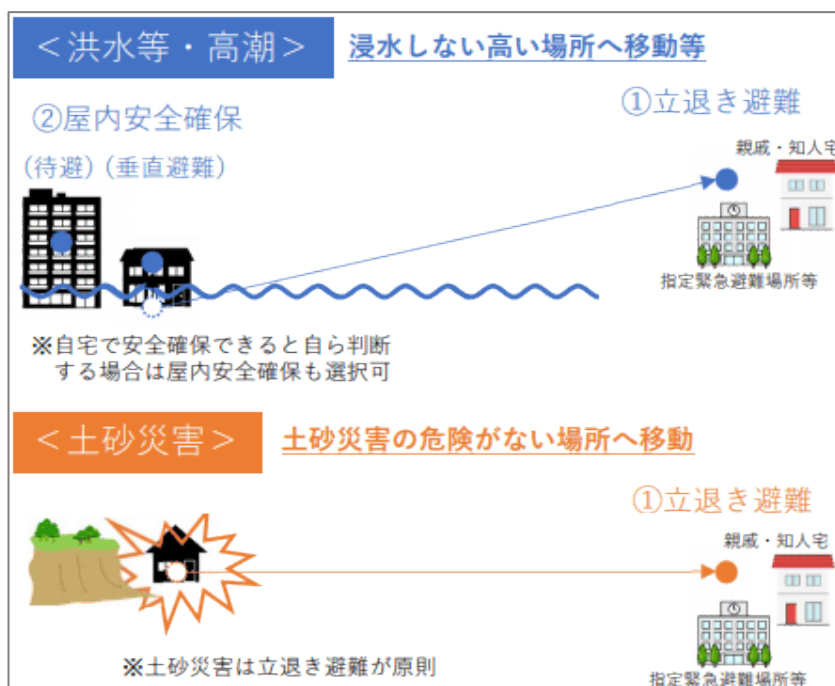 ＜洪水等・高潮＞
浸水しない高い場所へ移動等
②屋内安全確保
(待避)(垂直避難)
①立退き避難
親戚・知人宅
指定緊急避難場所等
※自宅で安全確保できると自ら判断
する場合は屋内安全確保も選択可
＜土砂災害＞
土砂災害の危険がない場所へ移動
①立退き避難
親戚・知人宅
指定緊急避難場所等
※土砂災害は立退き避難が原則